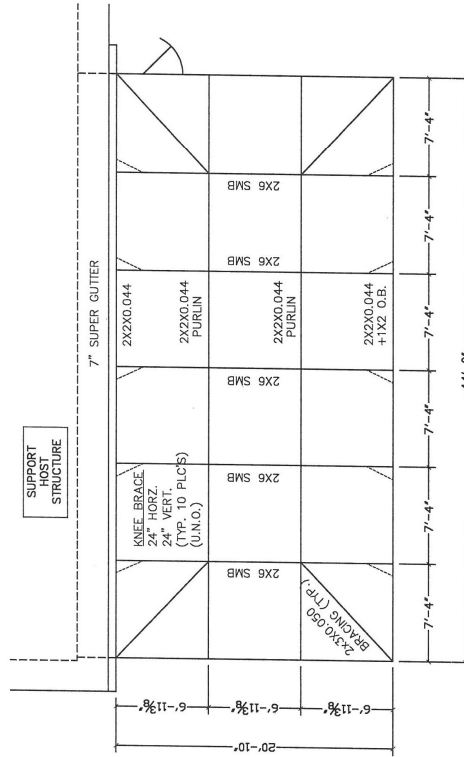 SUPPORT
HOST
STRUCTURE
7" SUPER GUTTER
2X2X0.044
KNEE BRACE
24" HORZ.
24" VERT.
(TYP. 10 PLC'S)
(U.N.O.)
2X2X0.044
PURLIN
2X6 SMB
2X6 SMB
2X6 SMB
2X6 SMB
2X6 SMB
2X2X0.044
PURLIN
2X3X0.050
BRACING (TYP.)
2X2X0.044
+1X2 O.B.
6'-11⅜"
6'-11⅜"
6'-11⅜"
20'-10"
7'-4"
7'-4"
7'-4"
7'-4"
7'-4"
7'-4"